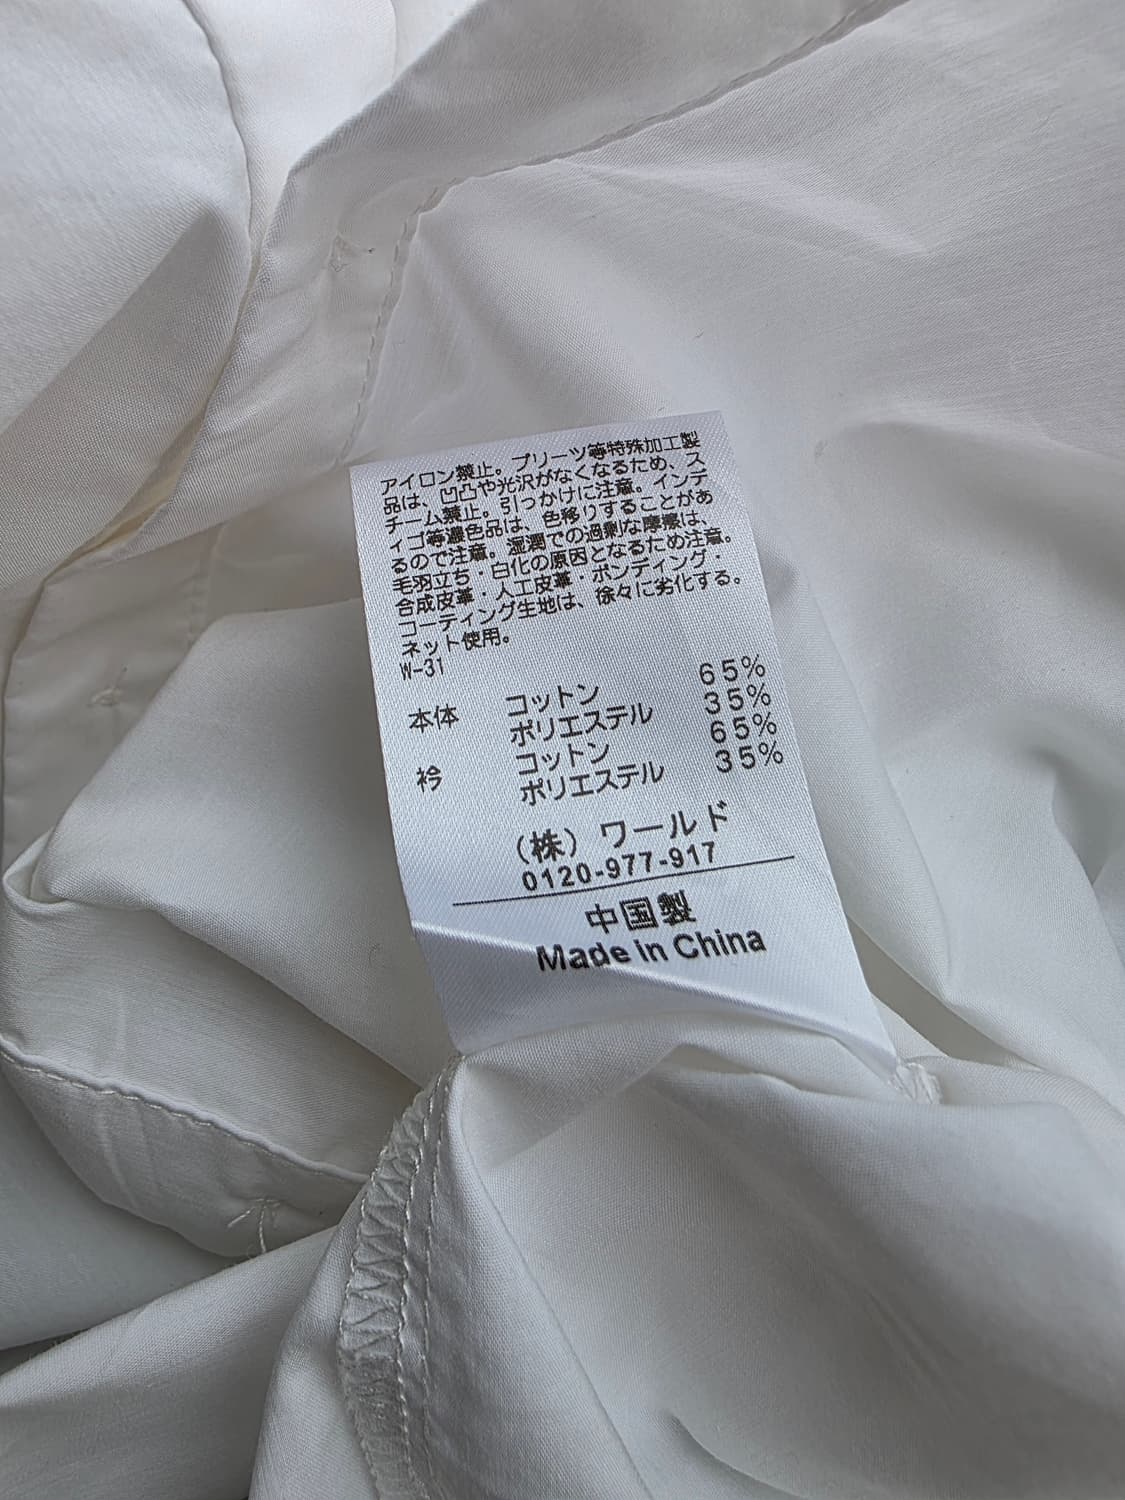 アイロン禁止。プリーツ等特殊加工製
品は、凹凸や光沢がなくなるため、ス
チーム禁止。引っかけに注意。インデ
ィゴ等濃色品は、色移りすることがあ
るので注意。湿潤での過剰な摩擦は、
毛羽立ち・白化の原因となるため注意。
合成皮革・人工皮革・ボンディング・
コーティング生地は、徐々に劣化する。
ネット使用。
W-31
本体 コットン 65%
ポリエステル 35%
衿 コットン 65%
ポリエステル 35%
(株) ワールド
0120-977-917
中国製
Made in China